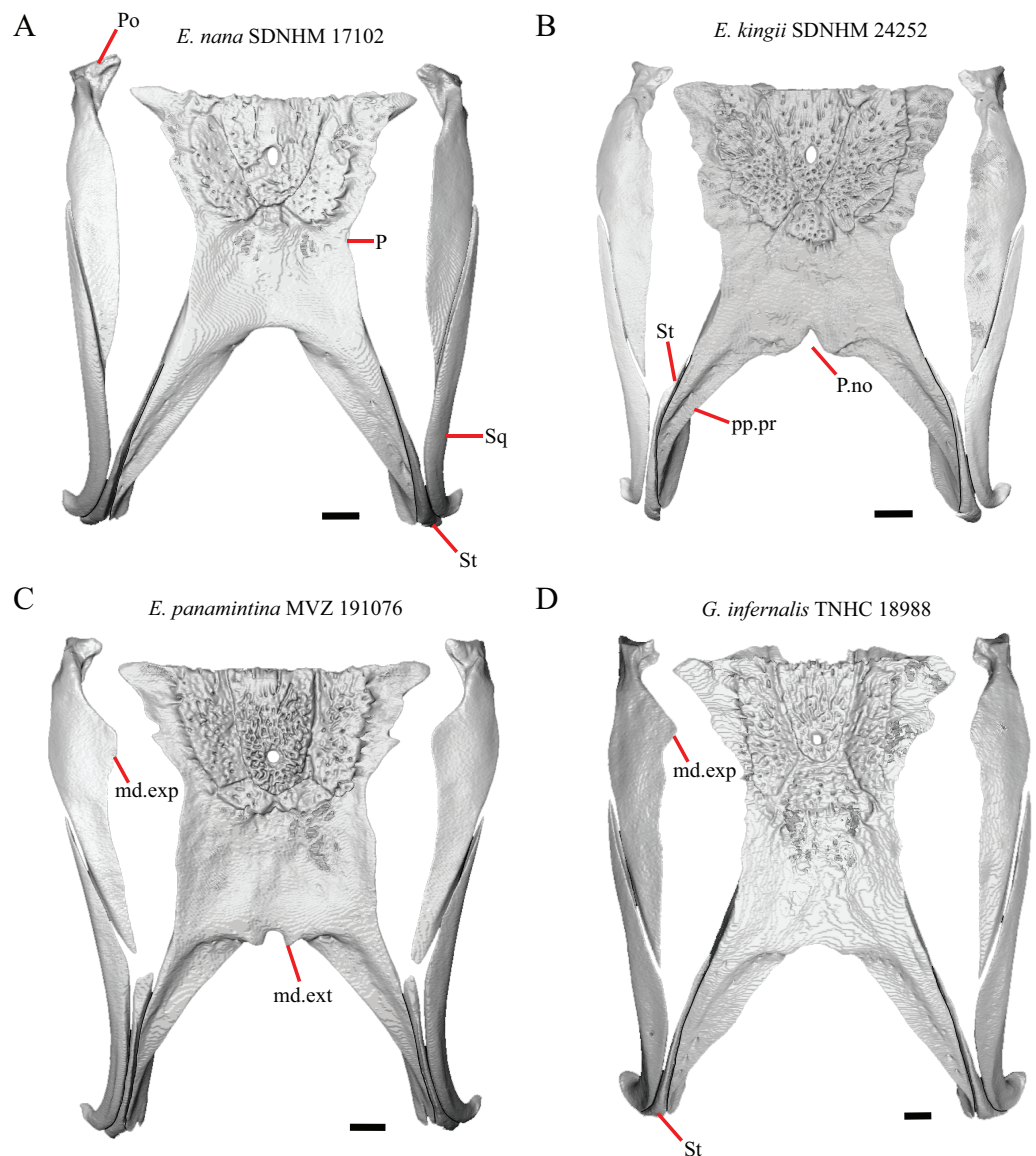 A
Po
E. nana SDNHM 17102
P
Sq
St
B
E. kingii SDNHM 24252
St
P.no
pp.pr
C
E. panamintina MVZ 191076
md.exp
md.ext
D
G. infernalis TNHC 18988
md.exp
St